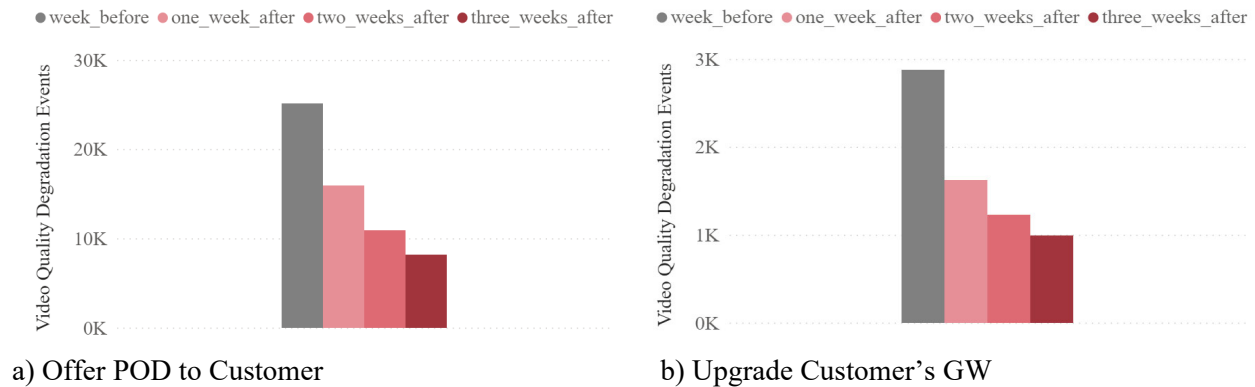 week_before one_week_after two_weeks_after three_weeks_after
Video Quality Degradation Events
30K
20K
10K
0K
a) Offer POD to Customer
week_before one_week_after two_weeks_after three_weeks_after
Video Quality Degradation Events
3K
2K
1K
0K
b) Upgrade Customer’s GW